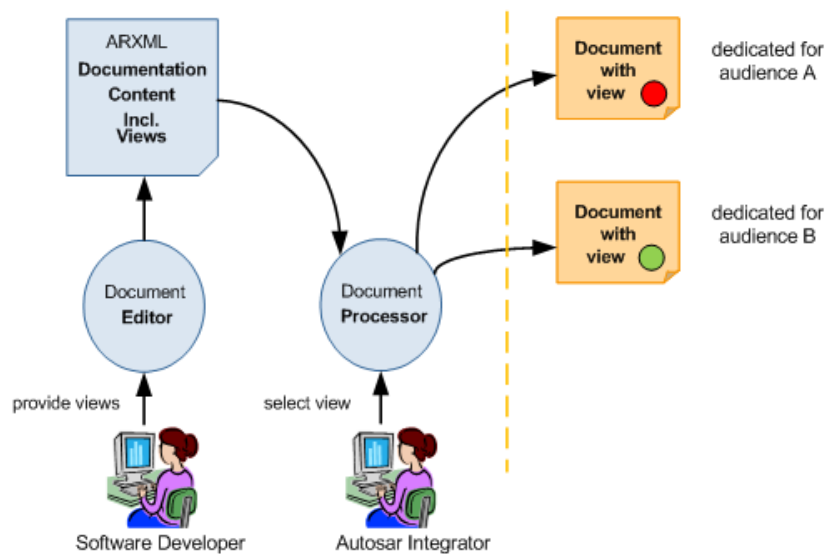 ARXML
Documentation
Content
Incl.
Views
Document
Editor
provide views
Software Developer
Document
Processor
select view
Autosar Integrator
Document
with
view
dedicated for
audience A
Document
with
view
dedicated for
audience B